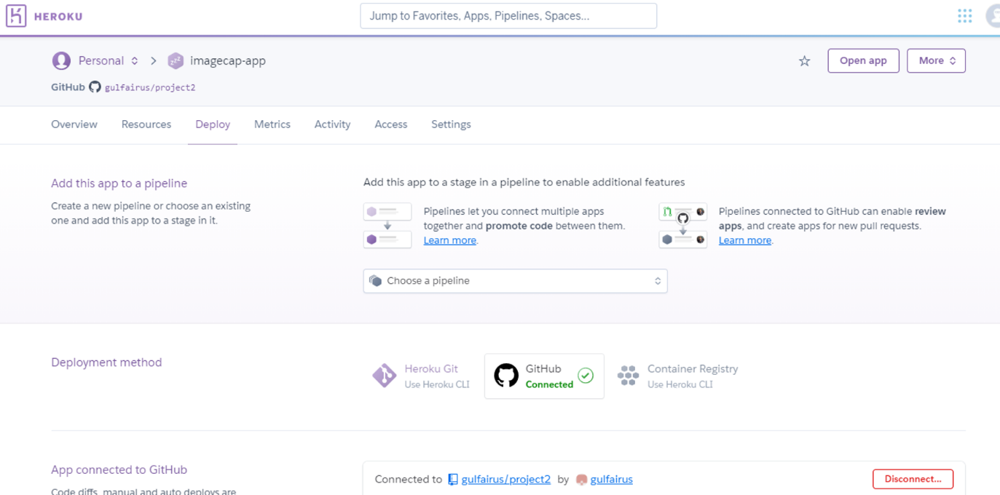 HEROKU
Jump to Favorites, Apps, Pipelines, Spaces...
Personal > imagecap-app
Open app
More
GitHub gulfairus/project2
Overview Resources Deploy Metrics Activity Access Settings
Add this app to a pipeline
Create a new pipeline or choose an existing
one and add this app to a stage in it.
Add this app to a stage in a pipeline to enable additional features
Pipelines let you connect multiple apps
together and promote code between them.
Learn more.
Pipelines connected to GitHub can enable review
apps, and create apps for new pull requests.
Learn more.
Choose a pipeline
Deployment method
Heroku Git
Use Heroku CLI
GitHub
Connected
Container Registry
Use Heroku CLI
App connected to GitHub
Code diffs, manual and auto deploys are
Connected to gulfairus/project2 by gulfairus
Disconnect...